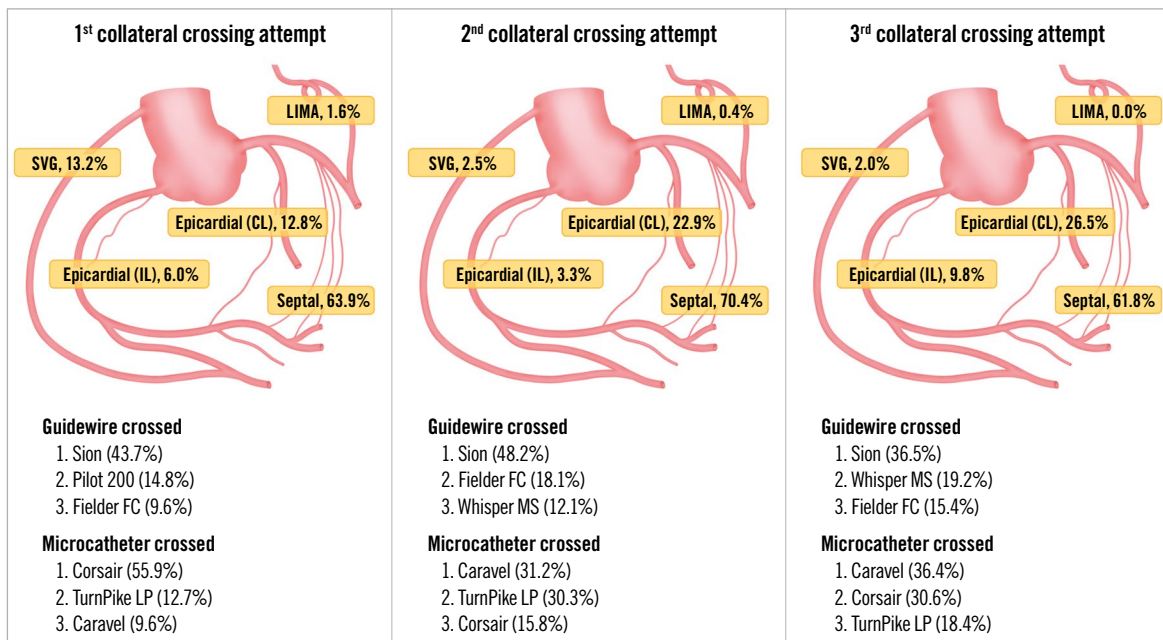 1st collateral crossing attempt
LIMA, 1.6%
SVG, 13.2%
Epicardial (CL), 12.8%
Epicardial (IL), 6.0%
Septal, 63.9%
Guidewire crossed
1. Sion (43.7%)
2. Pilot 200 (14.8%)
3. Fielder FC (9.6%)
Microcatheter crossed
1. Corsair (55.9%)
2. TurnPike LP (12.7%)
3. Caravel (9.6%)
2nd collateral crossing attempt
LIMA, 0.4%
SVG, 2.5%
Epicardial (CL), 22.9%
Epicardial (IL), 3.3%
Septal, 70.4%
Guidewire crossed
1. Sion (48.2%)
2. Fielder FC (18.1%)
3. Whisper MS (12.1%)
Microcatheter crossed
1. Caravel (31.2%)
2. TurnPike LP (30.3%)
3. Corsair (15.8%)
3rd collateral crossing attempt
LIMA, 0.0%
SVG, 2.0%
Epicardial (CL), 26.5%
Epicardial (IL), 9.8%
Septal, 61.8%
Guidewire crossed
1. Sion (36.5%)
2. Whisper MS (19.2%)
3. Fielder FC (15.4%)
Microcatheter crossed
1. Caravel (36.4%)
2. Corsair (30.6%)
3. TurnPike LP (18.4%)